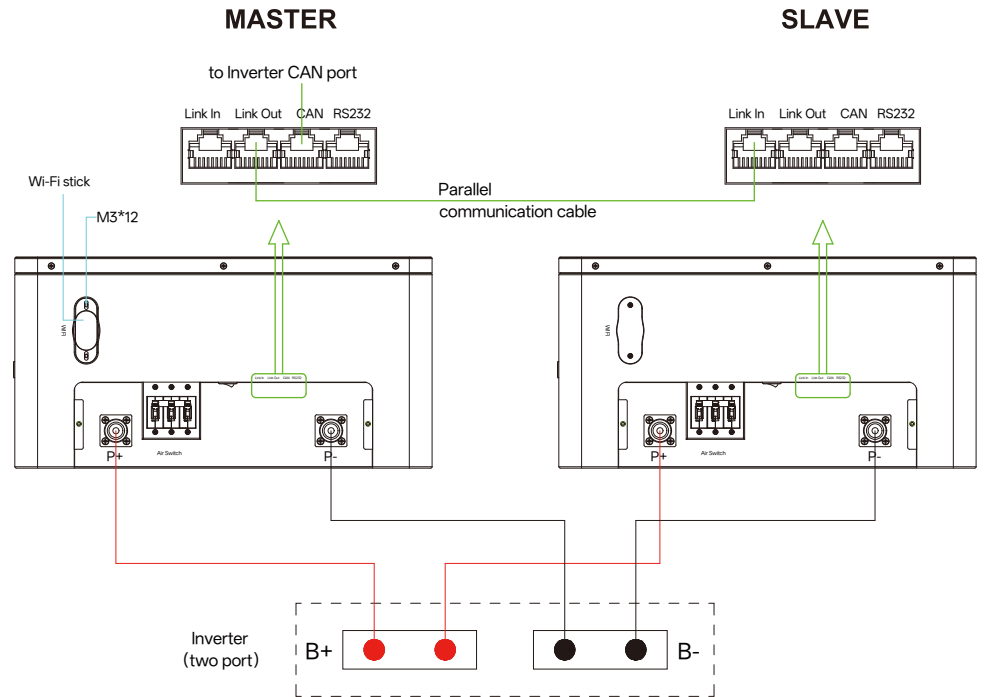 MASTER
SLAVE
to Inverter CAN port
Link In Link Out CAN RS232
Link In Link Out CAN RS232
Wi-Fi stick
M3*12
Parallel
communication cable
WiFi
WiFi
Link In Link Out CAN RS232
Link In Link Out CAN RS232
P+
Air Switch
P-
P+
Air Switch
P-
Inverter
(two port)
B+
B-